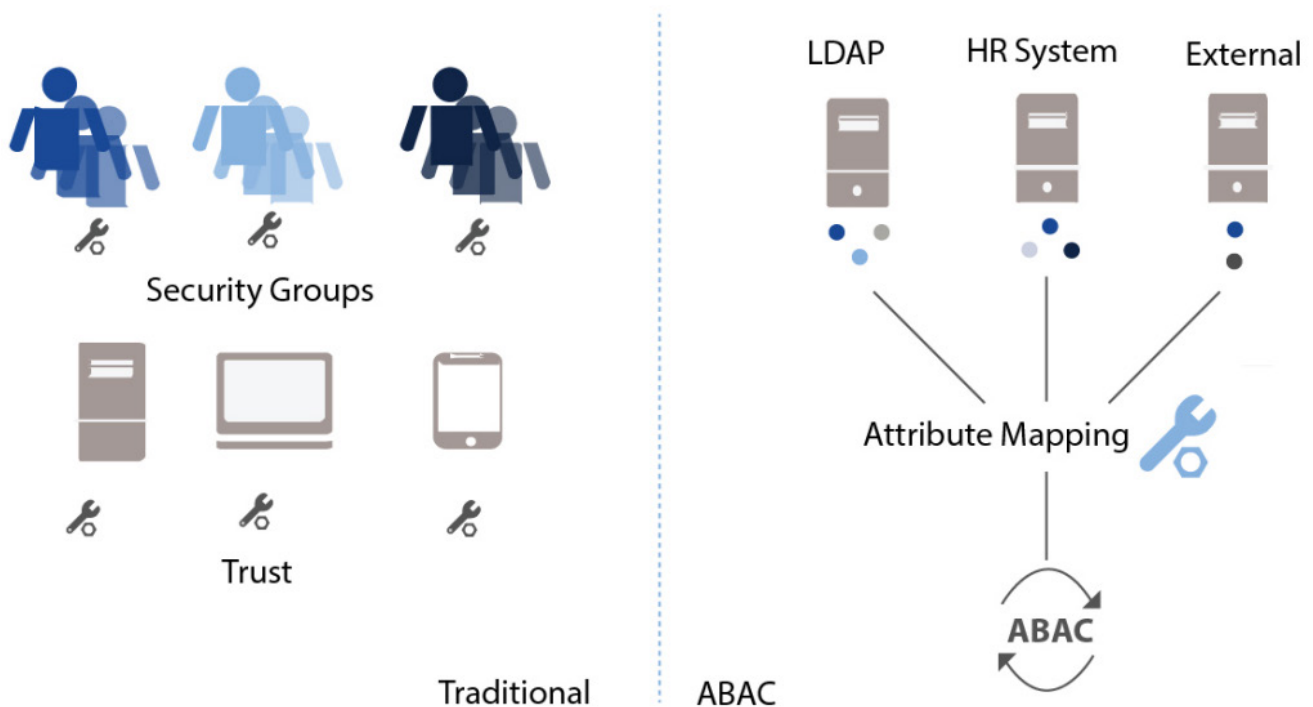 Security Groups
Trust
Traditional
LDAP
HR System
External
Attribute Mapping
ABAC
ABAC